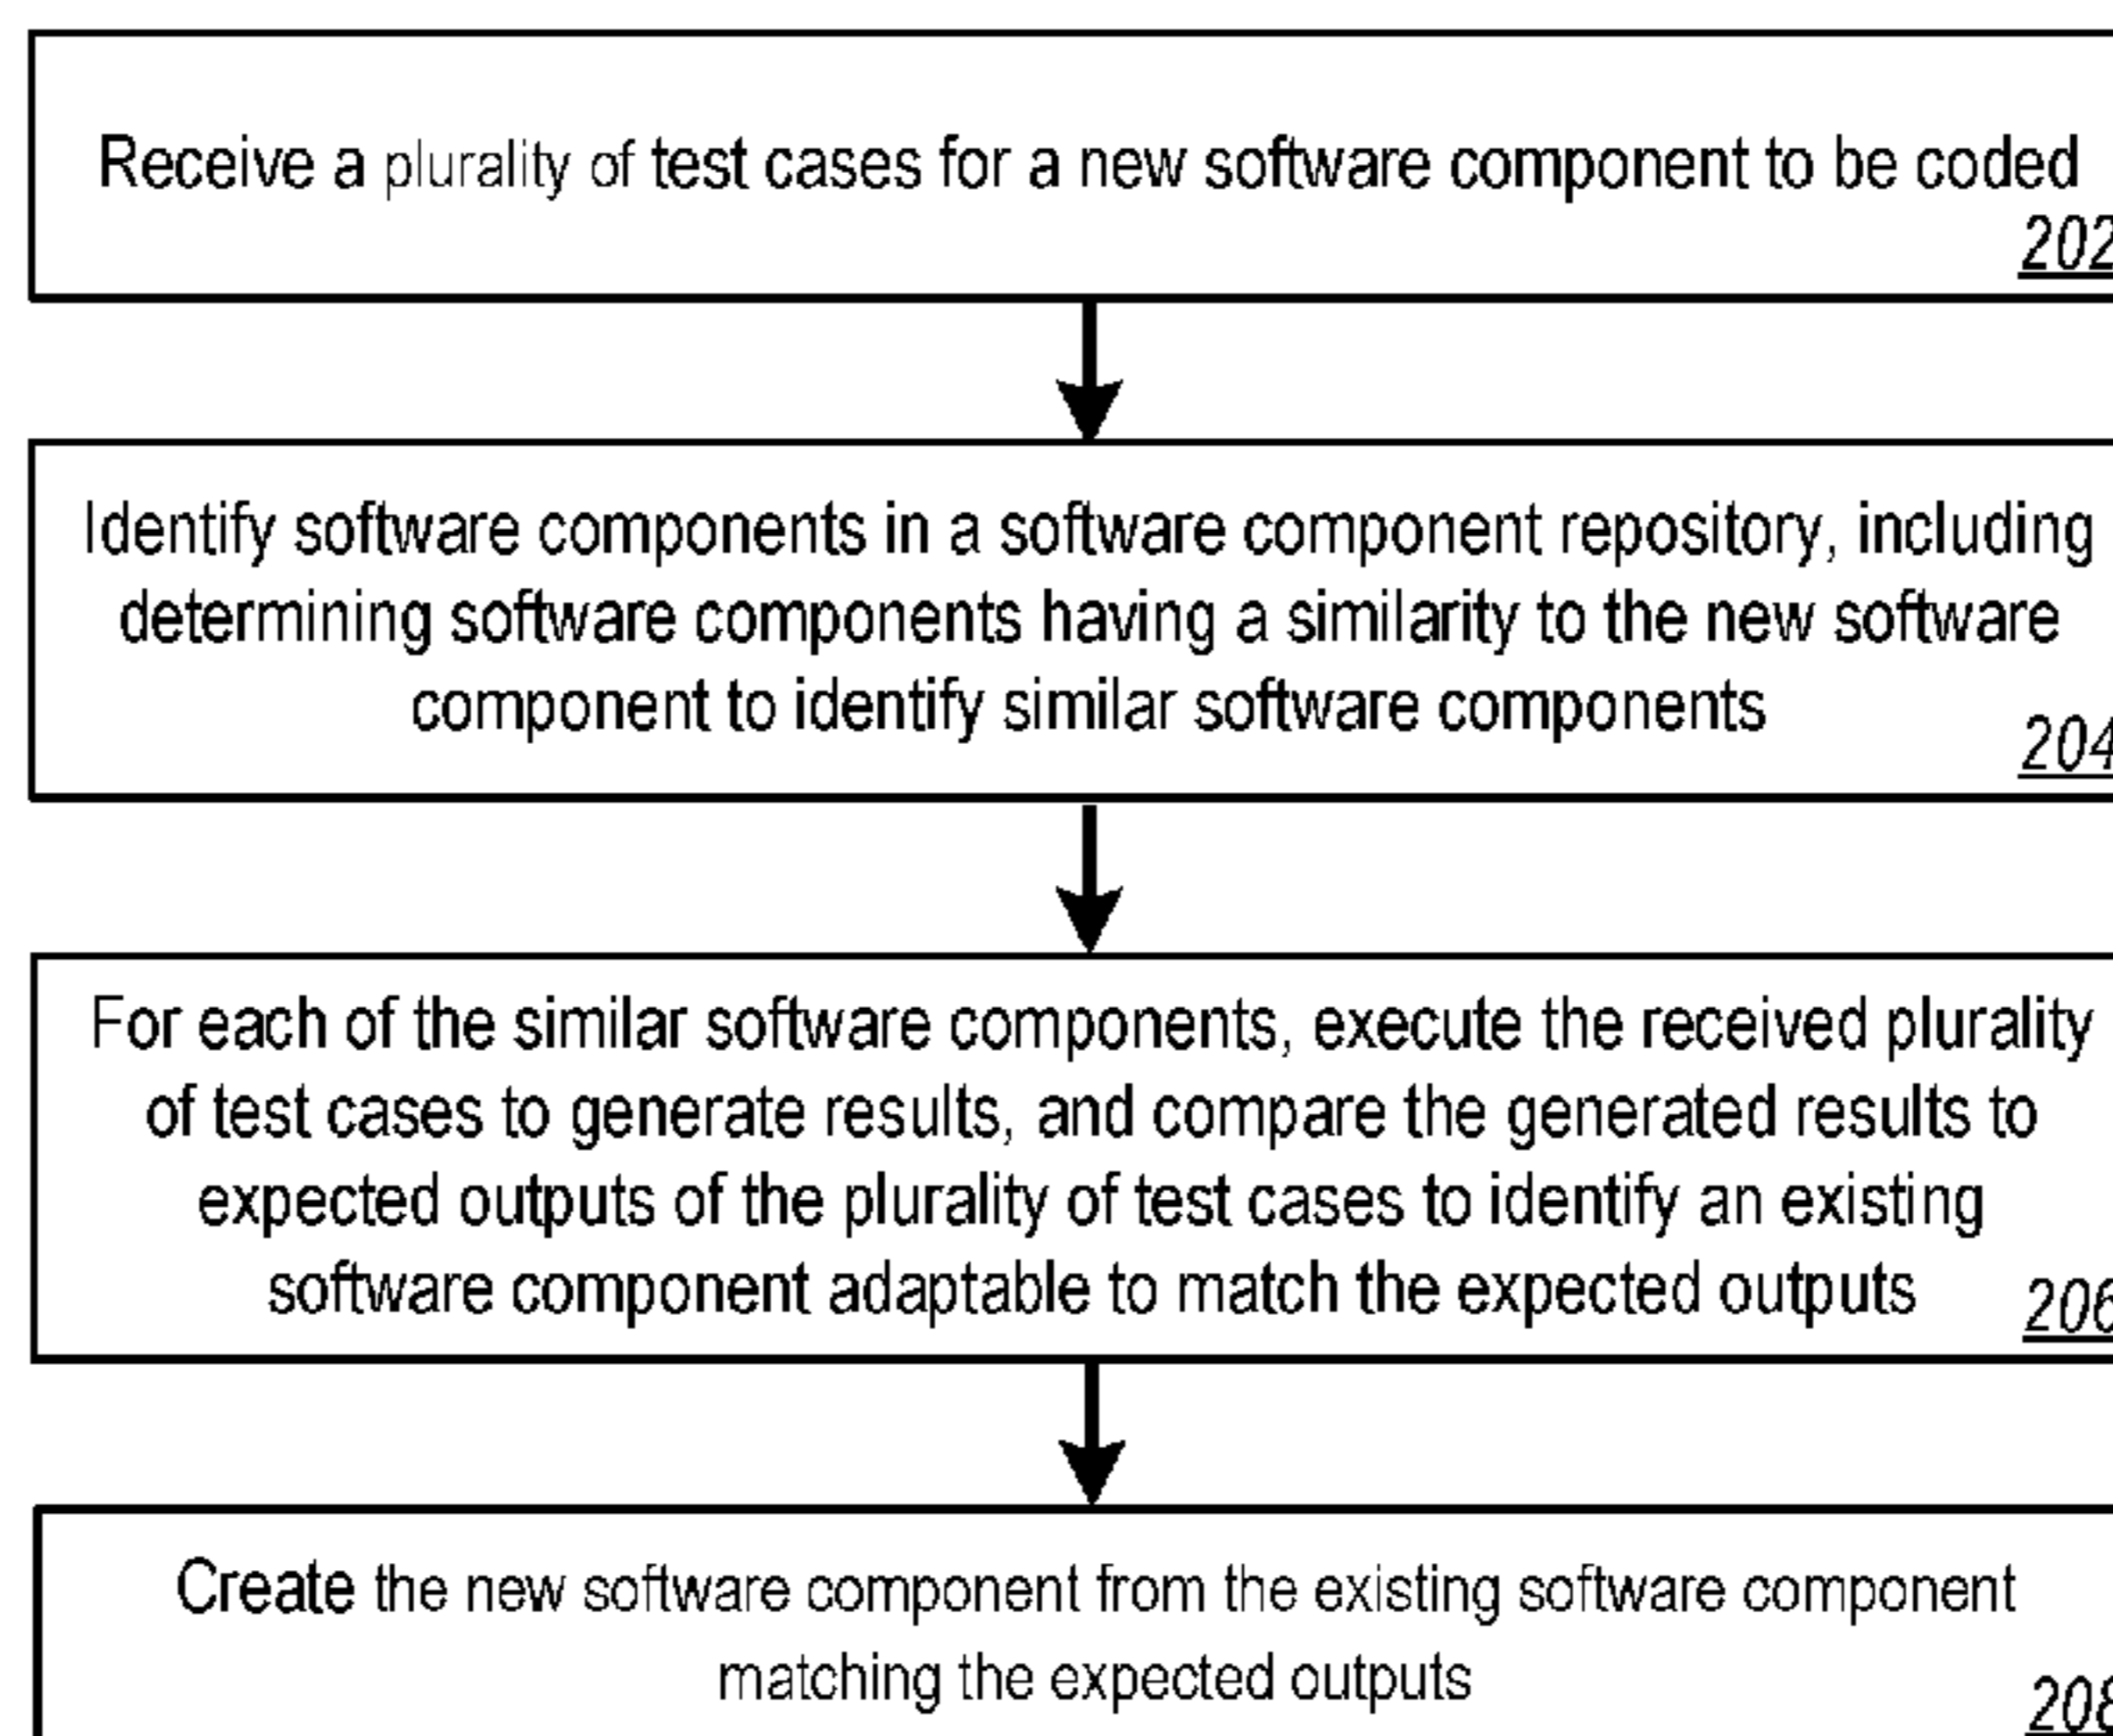 Receive a plurality of test cases for a new software component to be coded
202
Identify software components in a software component repository, including
determining software components having a similarity to the new software
component to identify similar software components
204
For each of the similar software components, execute the received plurality
of test cases to generate results, and compare the generated results to
expected outputs of the plurality of test cases to identify an existing
software component adaptable to match the expected outputs
206
Create the new software component from the existing software component
matching the expected outputs
208